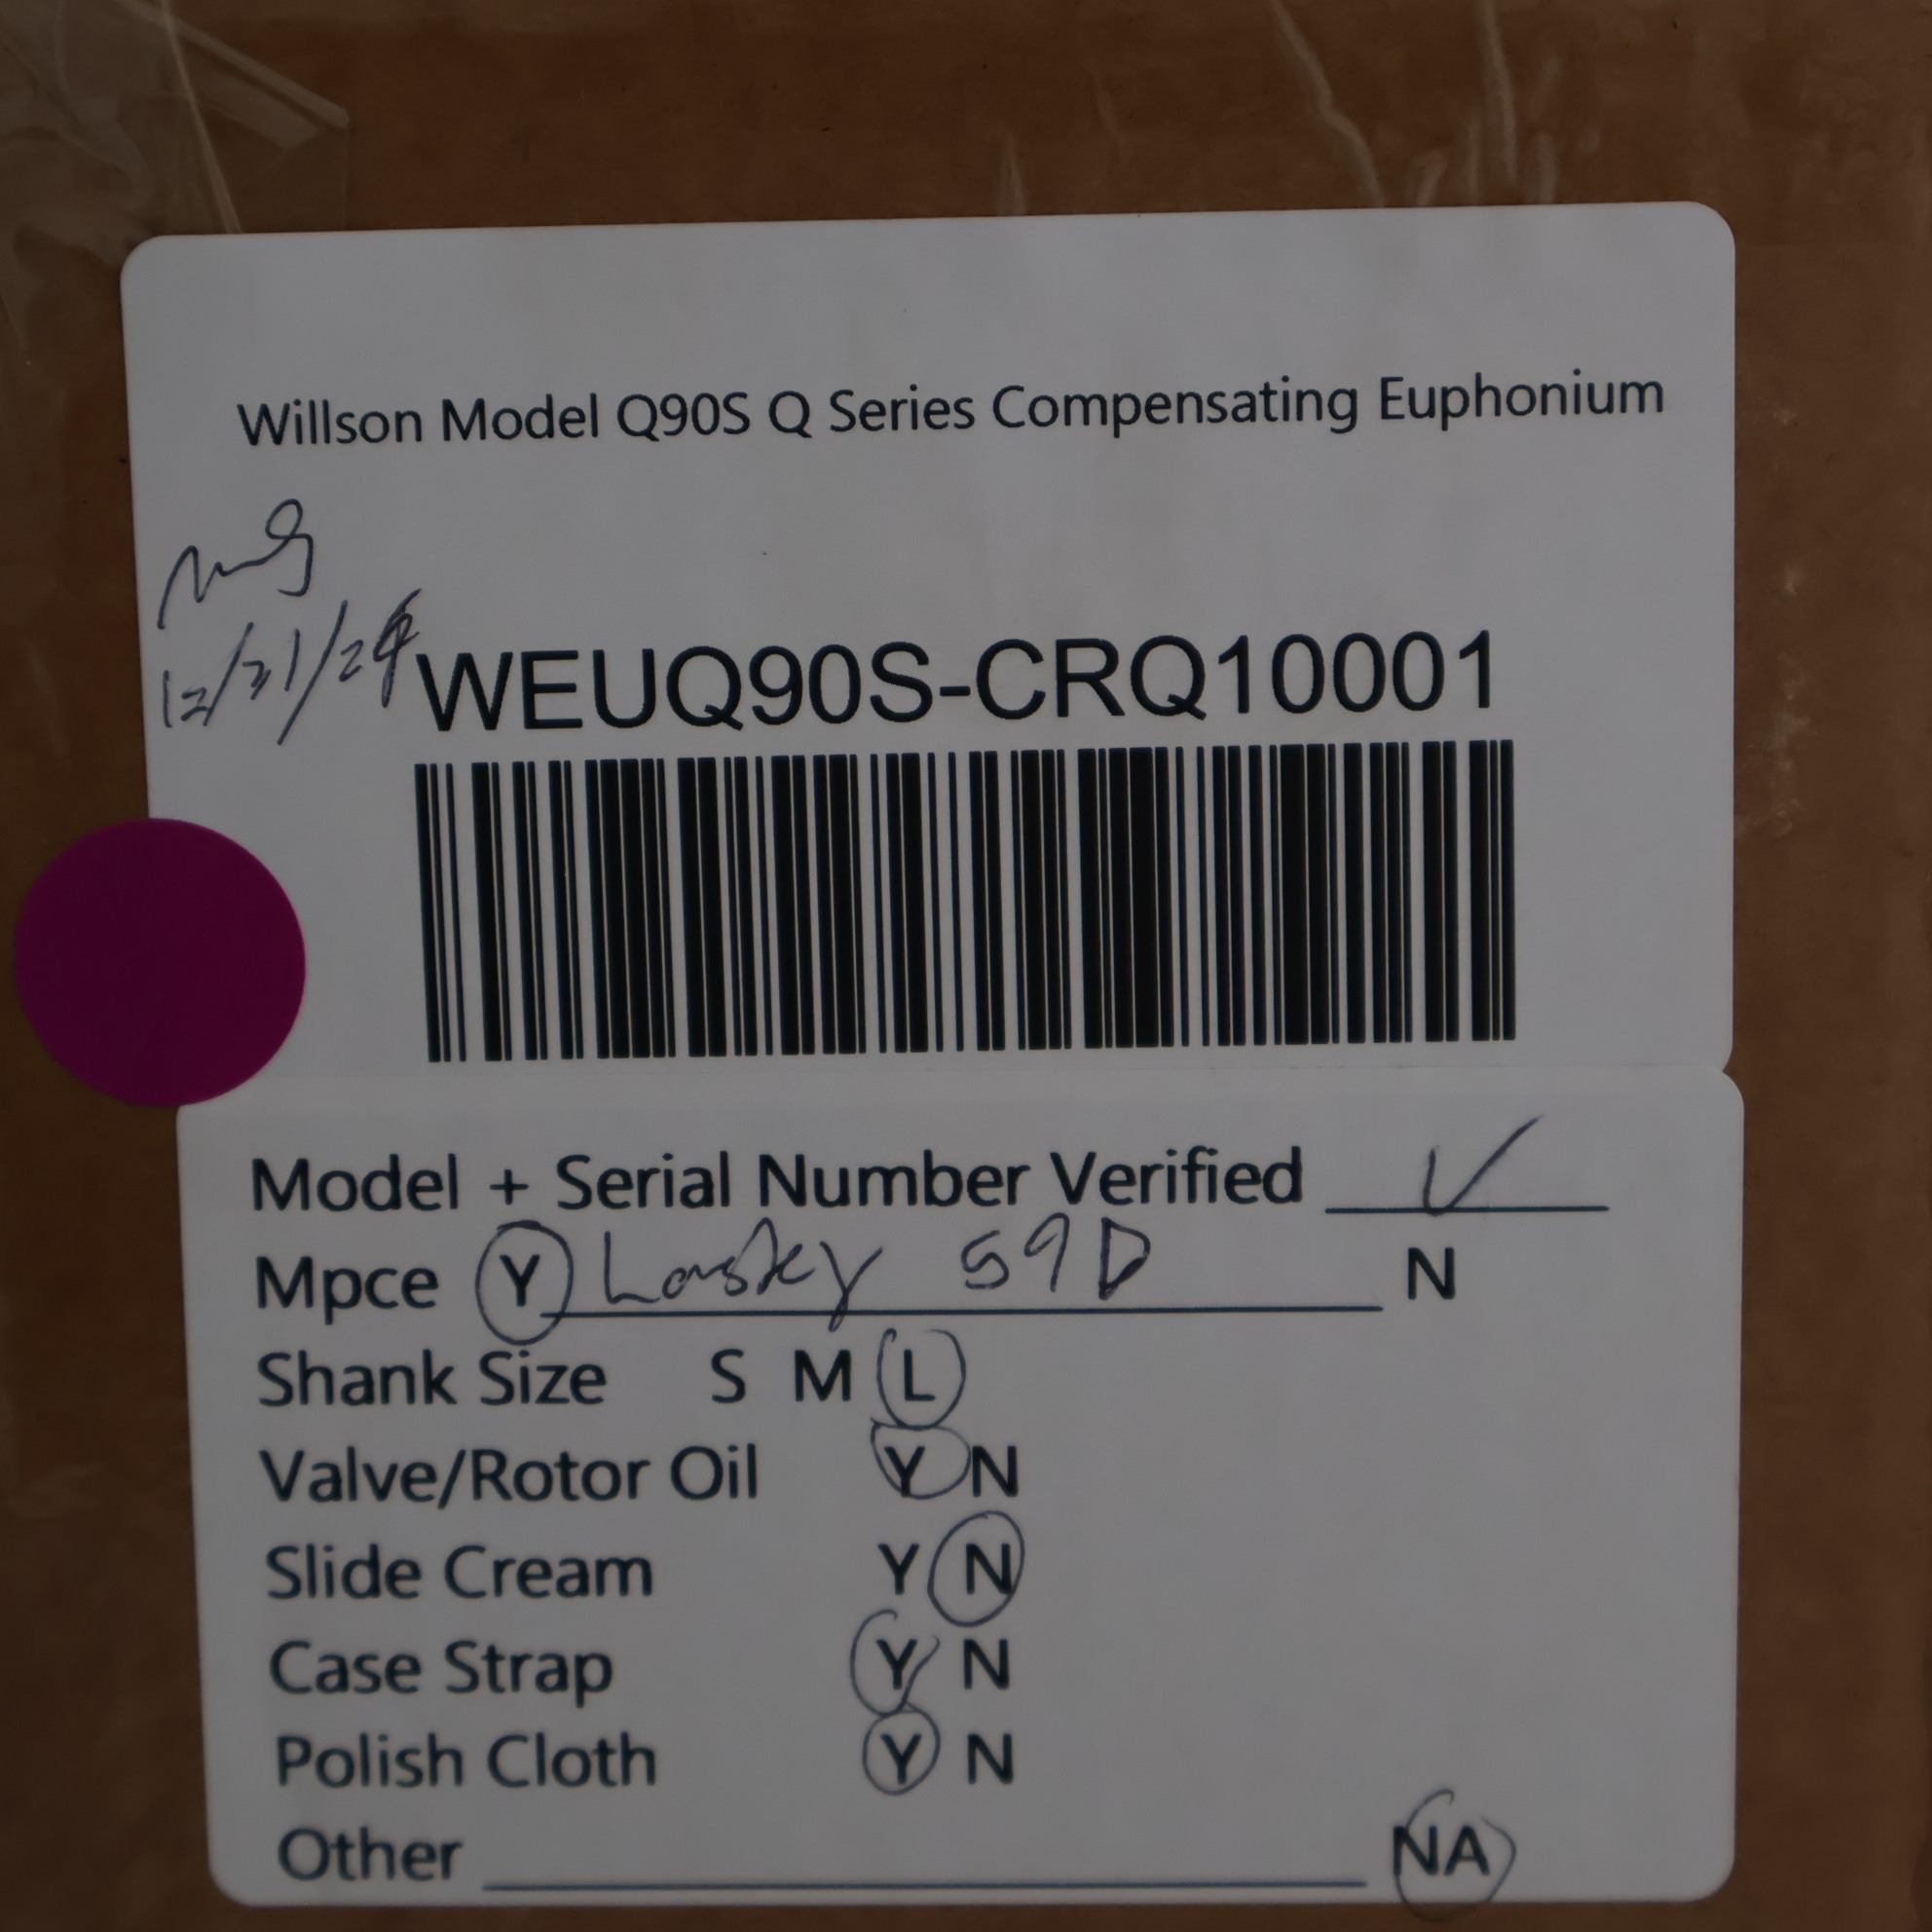 Willson Model Q90S Q Series Compensating Euphonium
12/31/24
WEUQ90S-CRQ10001
Model + Serial Number Verified ✓
Mpce Y Laskey 59D N
Shank Size S M L
Valve/Rotor Oil Y N
Slide Cream Y N
Case Strap Y N
Polish Cloth Y N
Other NA